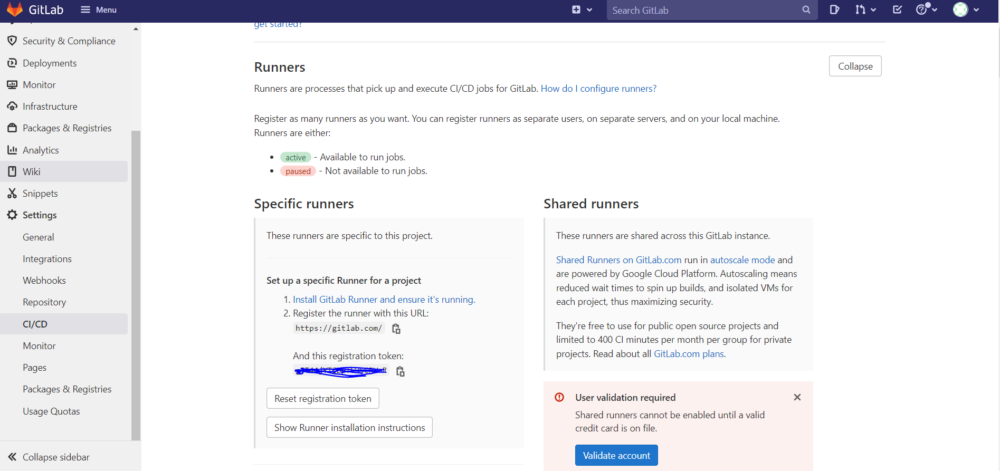 GitLab
Menu
Search GitLab
get started?
Security & Compliance
Deployments
Monitor
Infrastructure
Packages & Registries
Analytics
Wiki
Snippets
Settings
General
Integrations
Webhooks
Repository
CI/CD
Monitor
Pages
Packages & Registries
Usage Quotas
Collapse sidebar
Runners
Collapse
Runners are processes that pick up and execute CI/CD jobs for GitLab. How do I configure runners?
Register as many runners as you want. You can register runners as separate users, on separate servers, and on your local machine.
Runners are either:
• active - Available to run jobs.
• paused - Not available to run jobs.
Specific runners
These runners are specific to this project.
Set up a specific Runner for a project
1. Install GitLab Runner and ensure it's running.
2. Register the runner with this URL:
https://gitlab.com/
And this registration token:
Reset registration token
Show Runner installation instructions
Shared runners
These runners are shared across this GitLab instance.
Shared Runners on GitLab.com run in autoscale mode and
are powered by Google Cloud Platform. Autoscaling means
reduced wait times to spin up builds, and isolated VMs for
each project, thus maximizing security.
They're free to use for public open source projects and
limited to 400 CI minutes per month per group for private
projects. Read about all GitLab.com plans.
User validation required
Shared runners cannot be enabled until a valid
credit card is on file.
Validate account